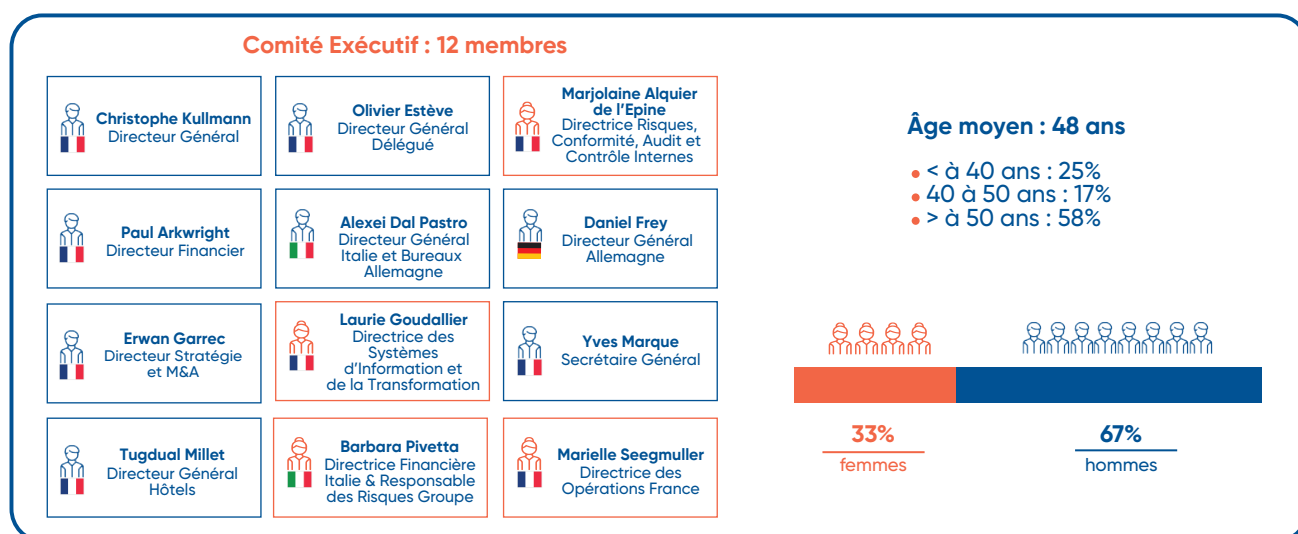 Comité Exécutif : 12 membres
Christophe Kullmann
Directeur Général
Olivier Estève
Directeur Général
Délégué
Marjolaine Alquier
de l'Epine
Directrice Risques,
Conformité, Audit et
Contrôle Internes
Paul Arkwright
Directeur Financier
Alexei Dal Pastro
Directeur Général
Italie et Bureaux
Allemagne
Daniel Frey
Directeur Général
Allemagne
Erwan Garrec
Directeur Stratégie
et M&A
Laurie Goudallier
Directrice des
Systèmes
d'Information et
de la Transformation
Yves Marque
Secrétaire Général
Tugdual Millet
Directeur Général
Hôtels
Barbara Pivetta
Directrice Financière
Italie & Responsable
des Risques Groupe
Marielle Seegmuller
Directrice des
Opérations France
Âge moyen : 48 ans
• < à 40 ans : 25%
• 40 à 50 ans : 17%
• > à 50 ans : 58%
33%
femmes
67%
hommes